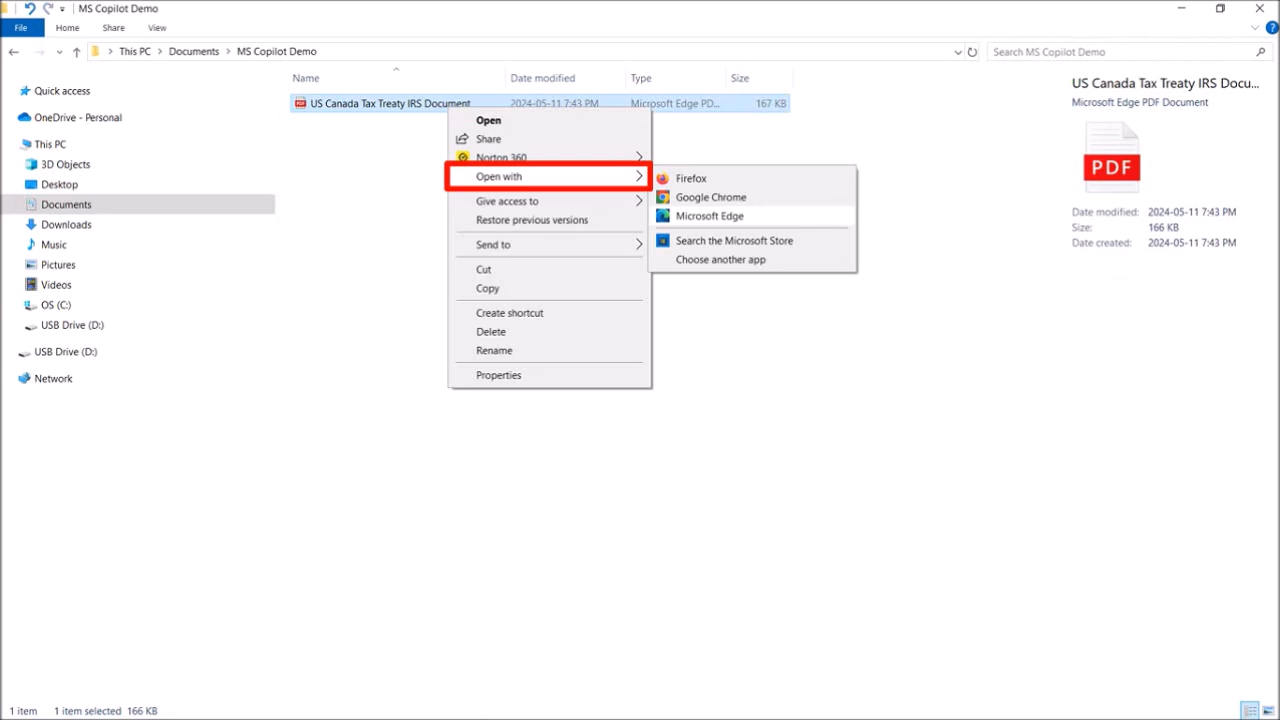 MS Copilot Demo
File Home Share View
This PC > Documents > MS Copilot Demo
Search MS Copilot Demo
Name Date modified Type Size
US Canada Tax Treaty IRS Document 2024-05-11 7:43 PM Microsoft Edge PD... 167 KB
Quick access
OneDrive - Personal
This PC
3D Objects
Desktop
Documents
Downloads
Music
Pictures
Videos
OS (C:)
USB Drive (D:)
USB Drive (D:)
Network
Open
Share
Norton 360
Open with
Give access to
Restore previous versions
Send to
Cut
Copy
Create shortcut
Delete
Rename
Properties
Firefox
Google Chrome
Microsoft Edge
Search the Microsoft Store
Choose another app
US Canada Tax Treaty IRS Docu...
Microsoft Edge PDF Document
PDF
Date modified: 2024-05-11 7:43 PM
Size: 166 KB
Date created: 2024-05-11 7:43 PM
1 item 1 item selected 166 KB